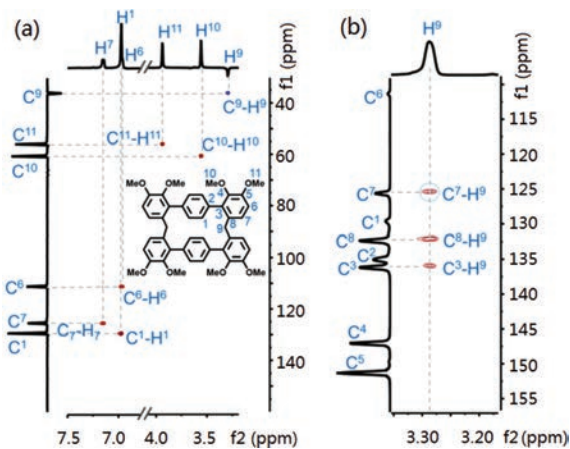 (a)
H¹
H⁷
H⁶
H¹¹
H¹⁰
H⁹
f1 (ppm)
40
60
80
100
120
140
C⁹
C⁹-H⁹
C¹¹
C¹¹-H¹¹
C¹⁰
C¹⁰-H¹⁰
MeO OMe
10 11
MeO OMe
4 5
2
3 6
1 8 7
9
MeO OMe
MeO OMe
C⁶
C⁶-H⁶
C⁷
C₇-H₇
C¹
C¹-H¹
7.5 7.0 4.0 3.5 f2 (ppm)
(b)
H⁹
f1 (ppm)
C⁶
115
120
C⁷
125
C⁷-H⁹
C¹
130
C⁸
C⁸-H⁹
C²
135
C³
C³-H⁹
C⁴
145
C⁵
150
155
3.30 3.20 f2 (ppm)